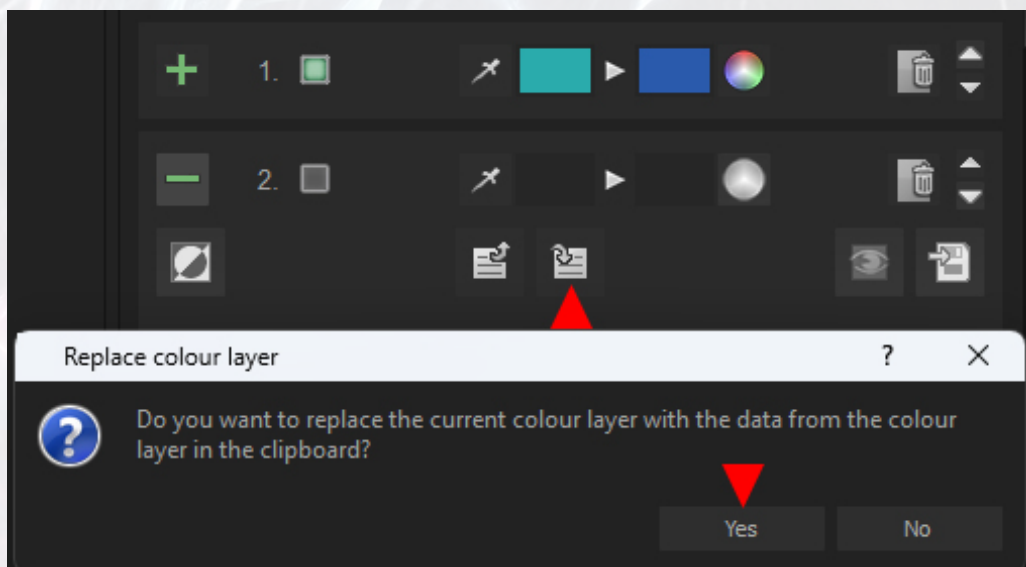 1.
2.
Replace colour layer ? X
Do you want to replace the current colour layer with the data from the colour
layer in the clipboard?
Yes No